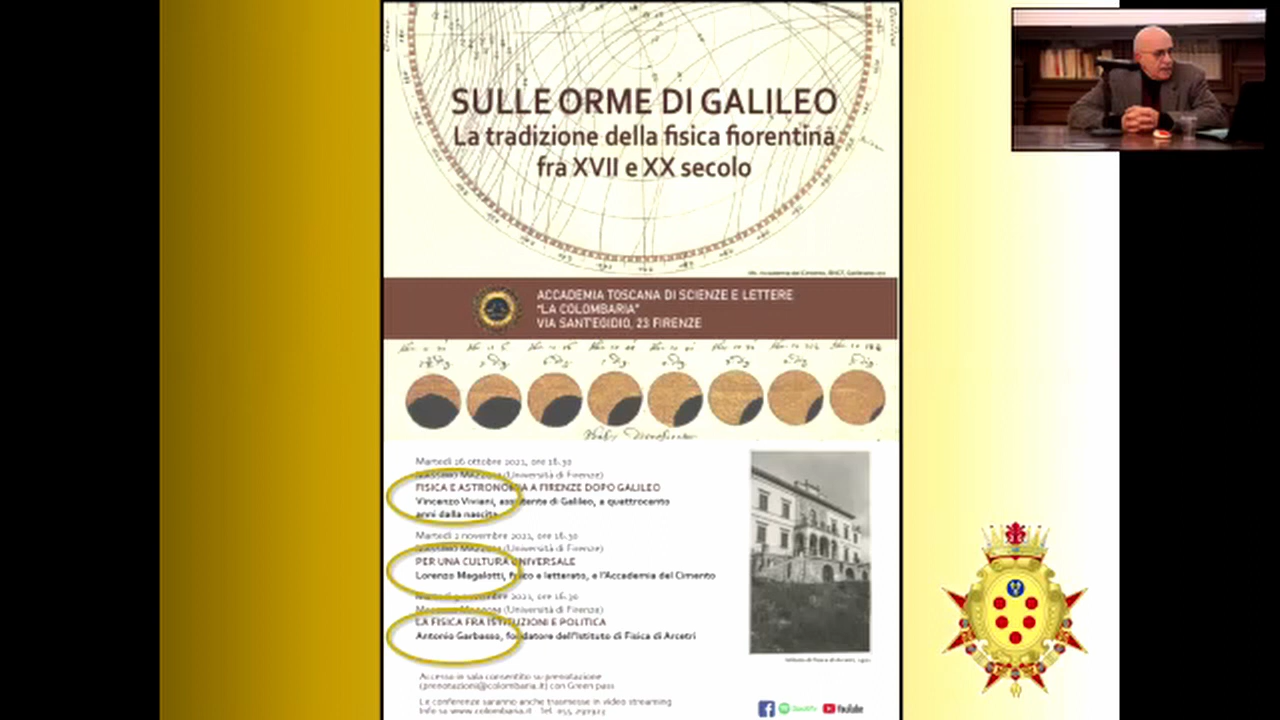 SULLE ORME DI GALILEO
La tradizione della fisica fiorentina
fra XVII e XX secolo
ACCADEMIA TOSCANA DI SCIENZE E LETTERE
"LA COLOMBARIA"
VIA SANT'EGIDIO, 23 FIRENZE
Martedì 26 ottobre 2021, ore 16.30
(Università di Firenze)
FISICA E ASTRONOMIA A FIRENZE DOPO GALILEO
Vincenzo Viviani, assistente di Galileo, a quattrocento
anni dalla nascita
Martedì 2 novembre 2021, ore 16.30
(Università di Firenze)
PER UNA CULTURA UNIVERSALE
Lorenzo Magalotti, fisico e letterato, e l'Accademia del Cimento
2021, ore 16.30
(Università di Firenze)
LA FISICA FRA ISTITUZIONI E POLITICA
Antonio Garbasso, fondatore dell'Istituto di Fisica di Arcetri
Accesso in sala consentito su prenotazione
(prenotazioni@colombaria.it) con Green pass
Le conferenze saranno anche trasmesse in video streaming
Info su www.colombaria.it Tel.
YouTube